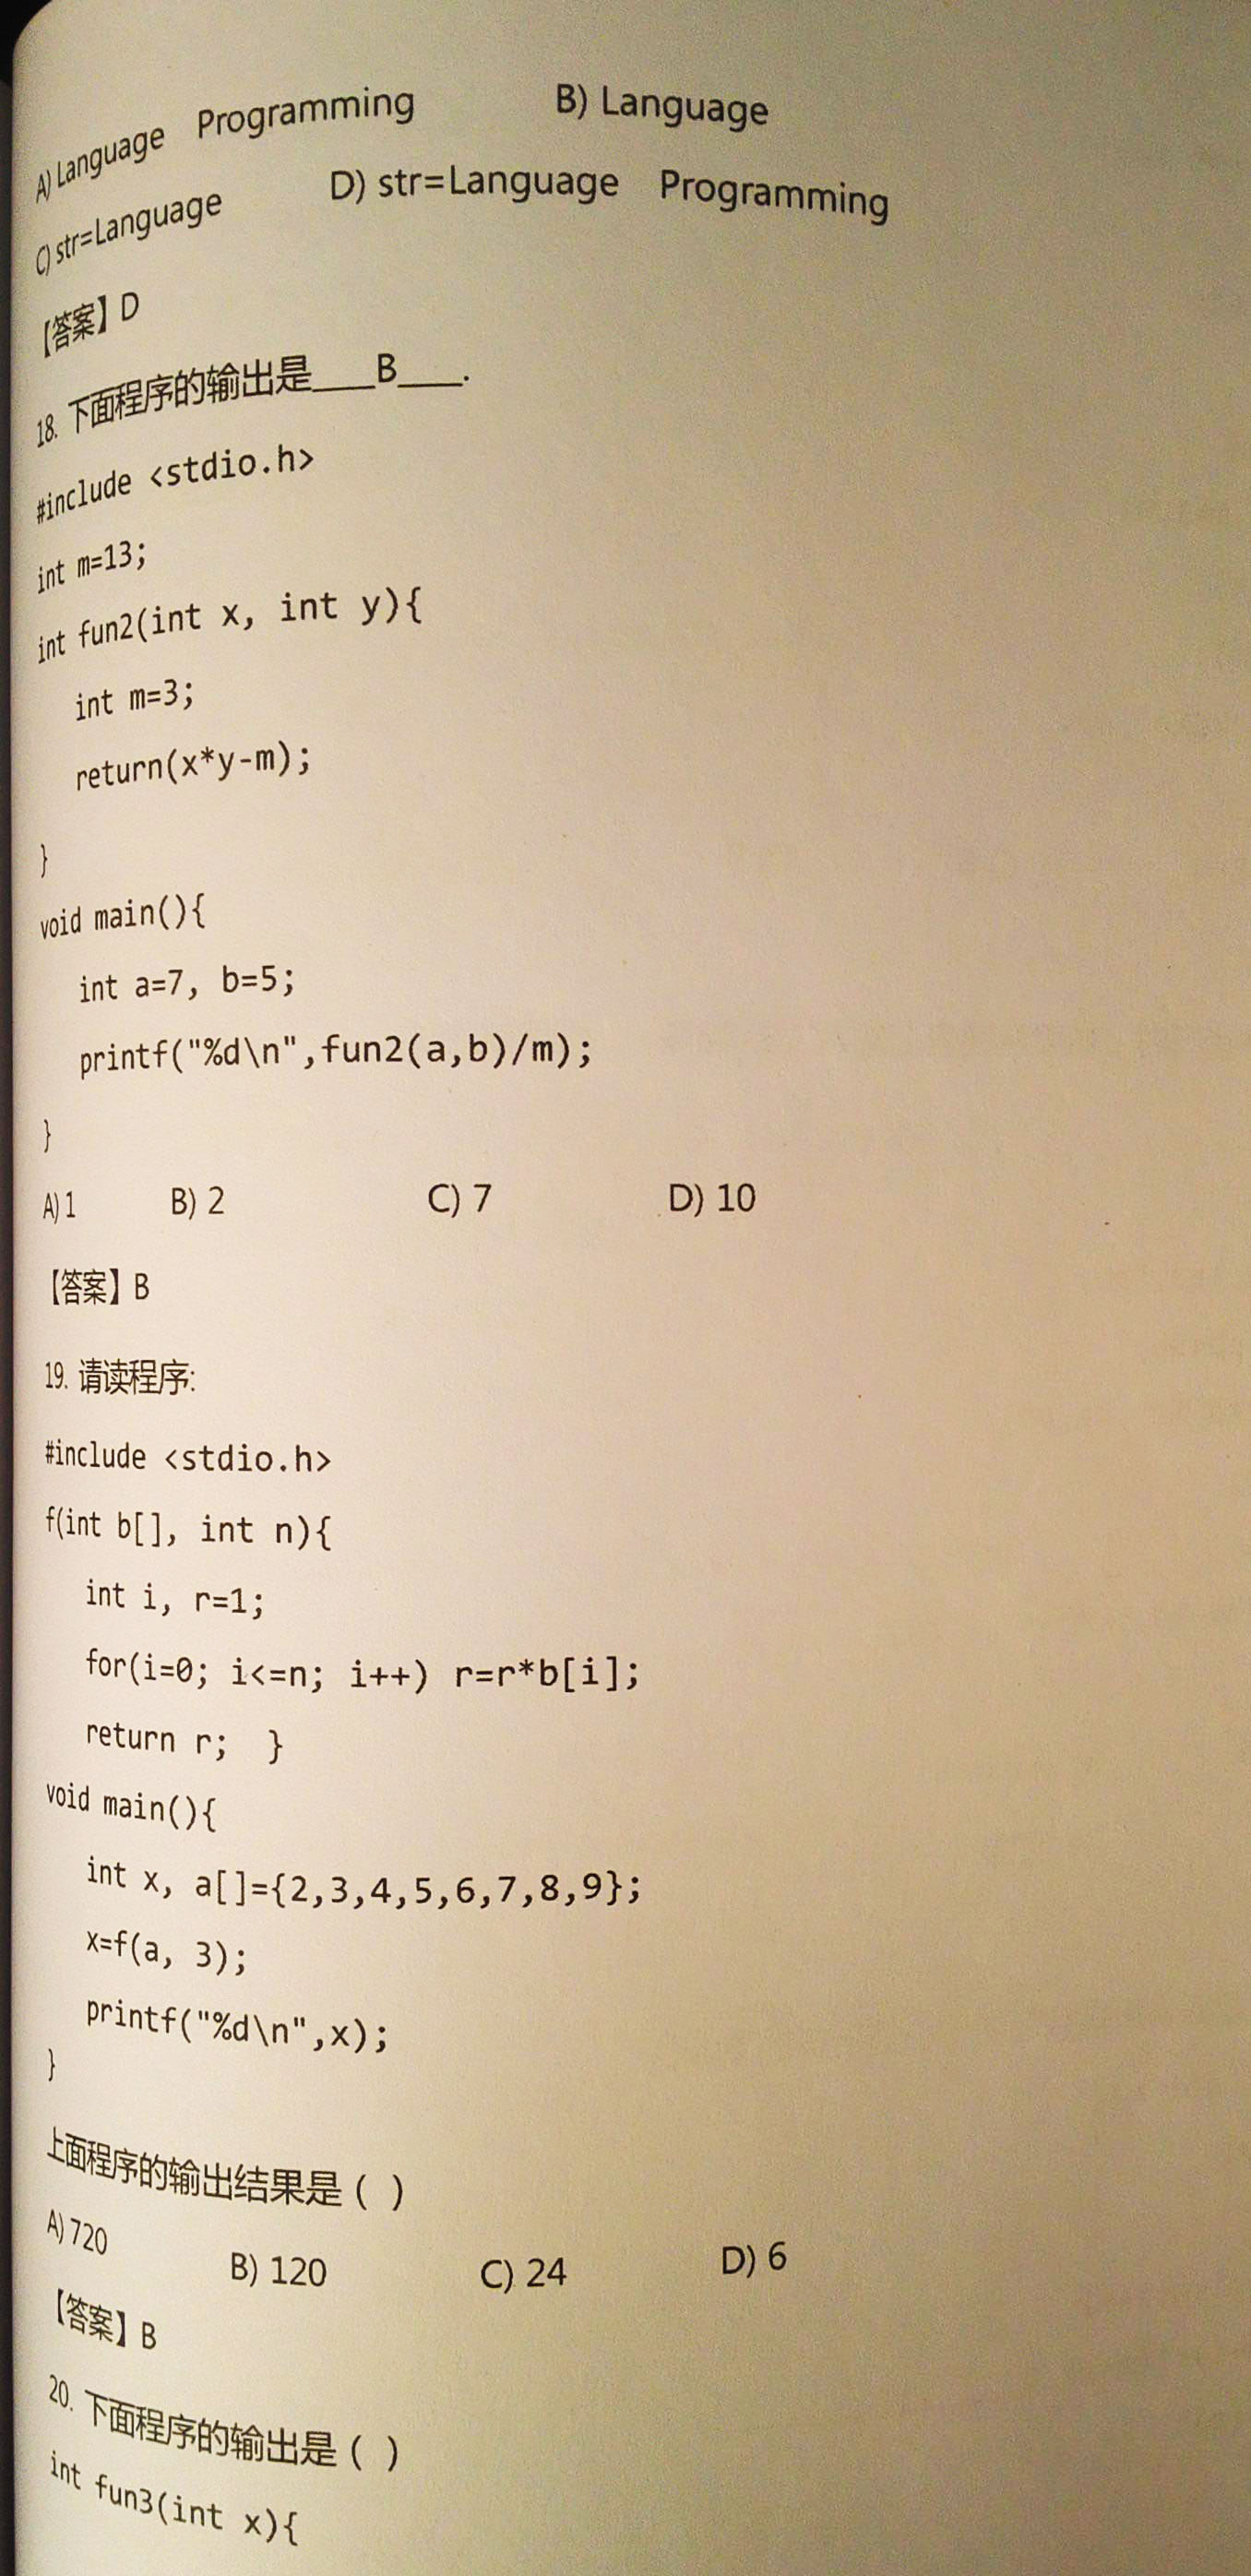 A) Language   Programming   B) Language
C) str=Language   D) str=Language   Programming
【答案】D
18. 下面程序的输出是___B___.
#include <stdio.h>
int m=13;
int fun2(int x, int y){
int m=3;
return(x*y-m);
}
void main(){
int a=7, b=5;
printf("%d\n",fun2(a,b)/m);
}
A) 1   B) 2   C) 7   D) 10
【答案】B
19. 请读程序:
#include <stdio.h>
f(int b[], int n){
int i, r=1;
for(i=0; i<=n; i++) r=r*b[i];
return r;  }
void main(){
int x, a[]={2,3,4,5,6,7,8,9};
x=f(a, 3);
printf("%d\n",x);
}
上面程序的输出结果是 (  )
A) 720   B) 120   C) 24   D) 6
【答案】B
20. 下面程序的输出是 (  )
int fun3(int x){